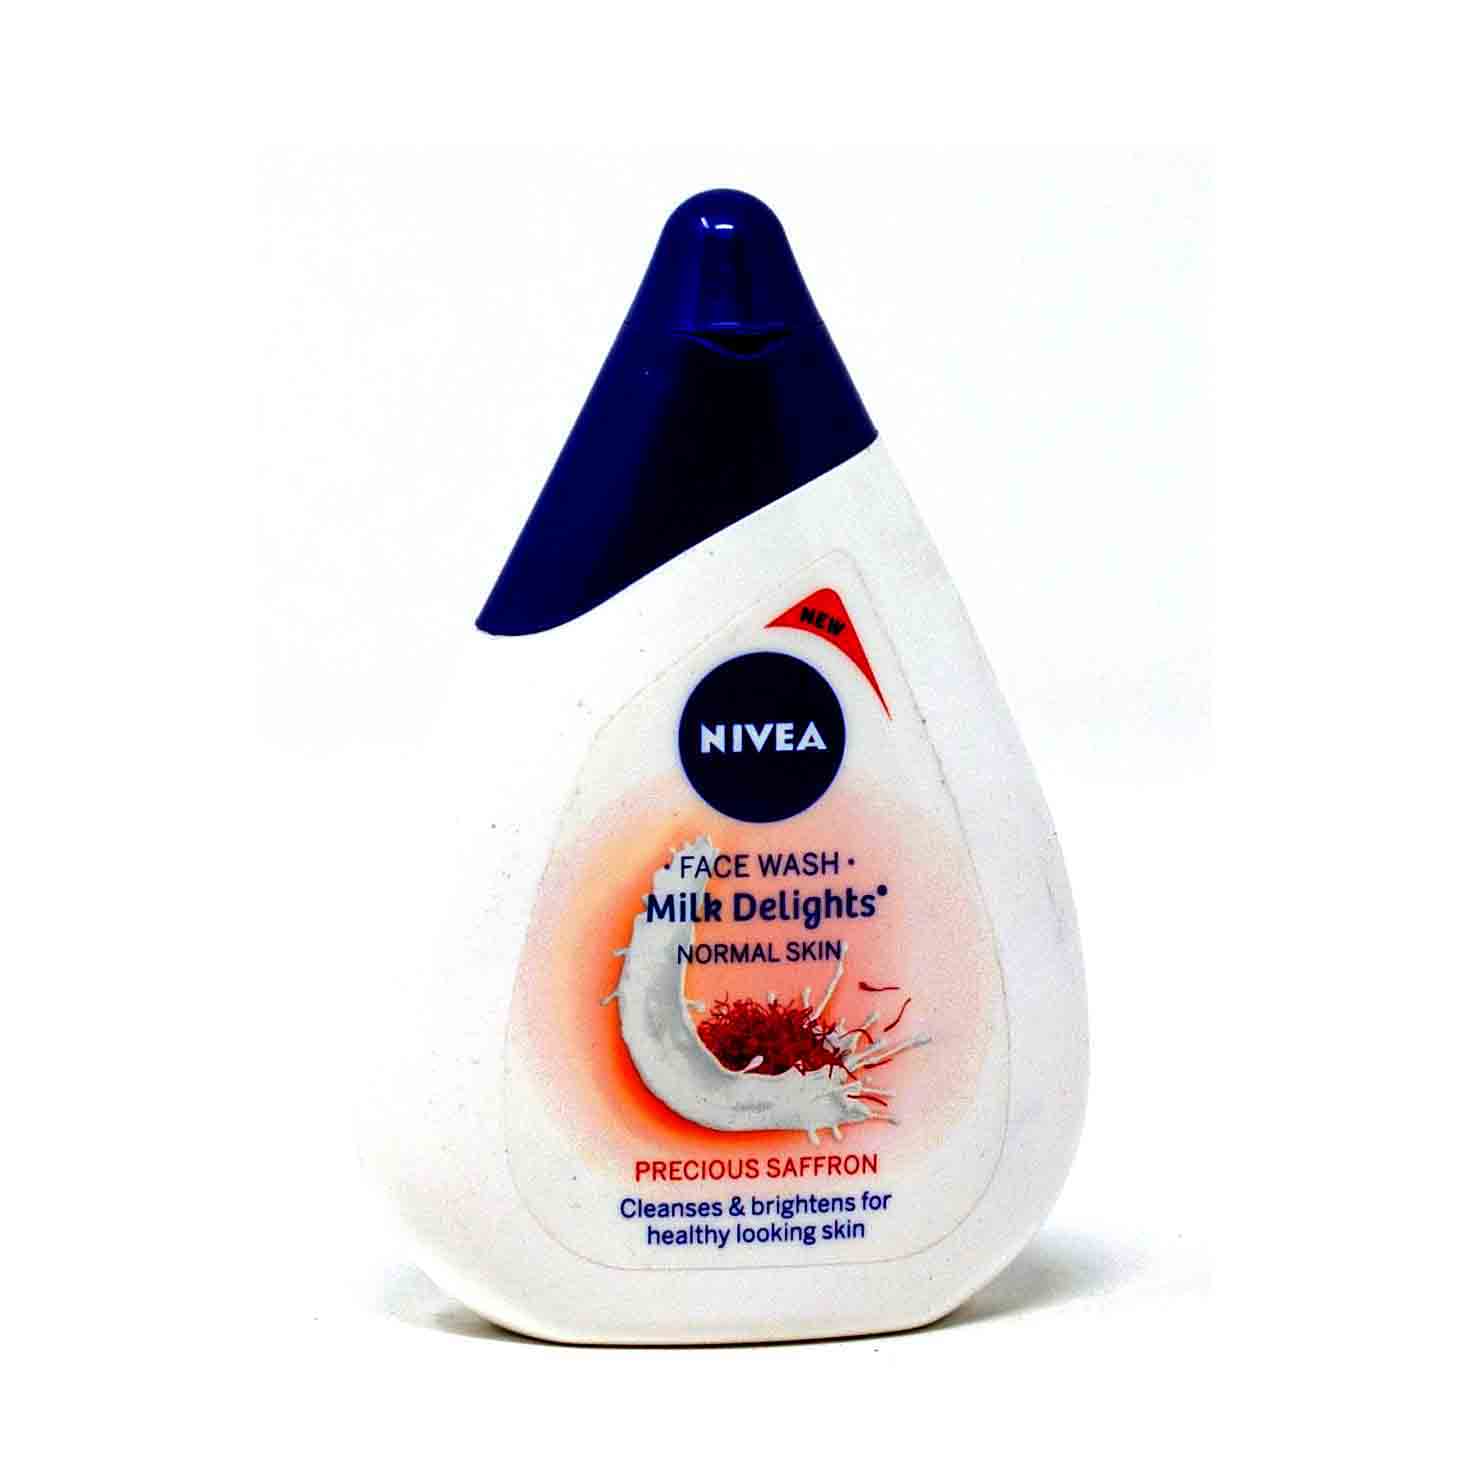 NEW
NIVEA
· FACE WASH ·
Milk Delights
NORMAL SKIN
PRECIOUS SAFFRON
Cleanses & brightens for
healthy looking skin